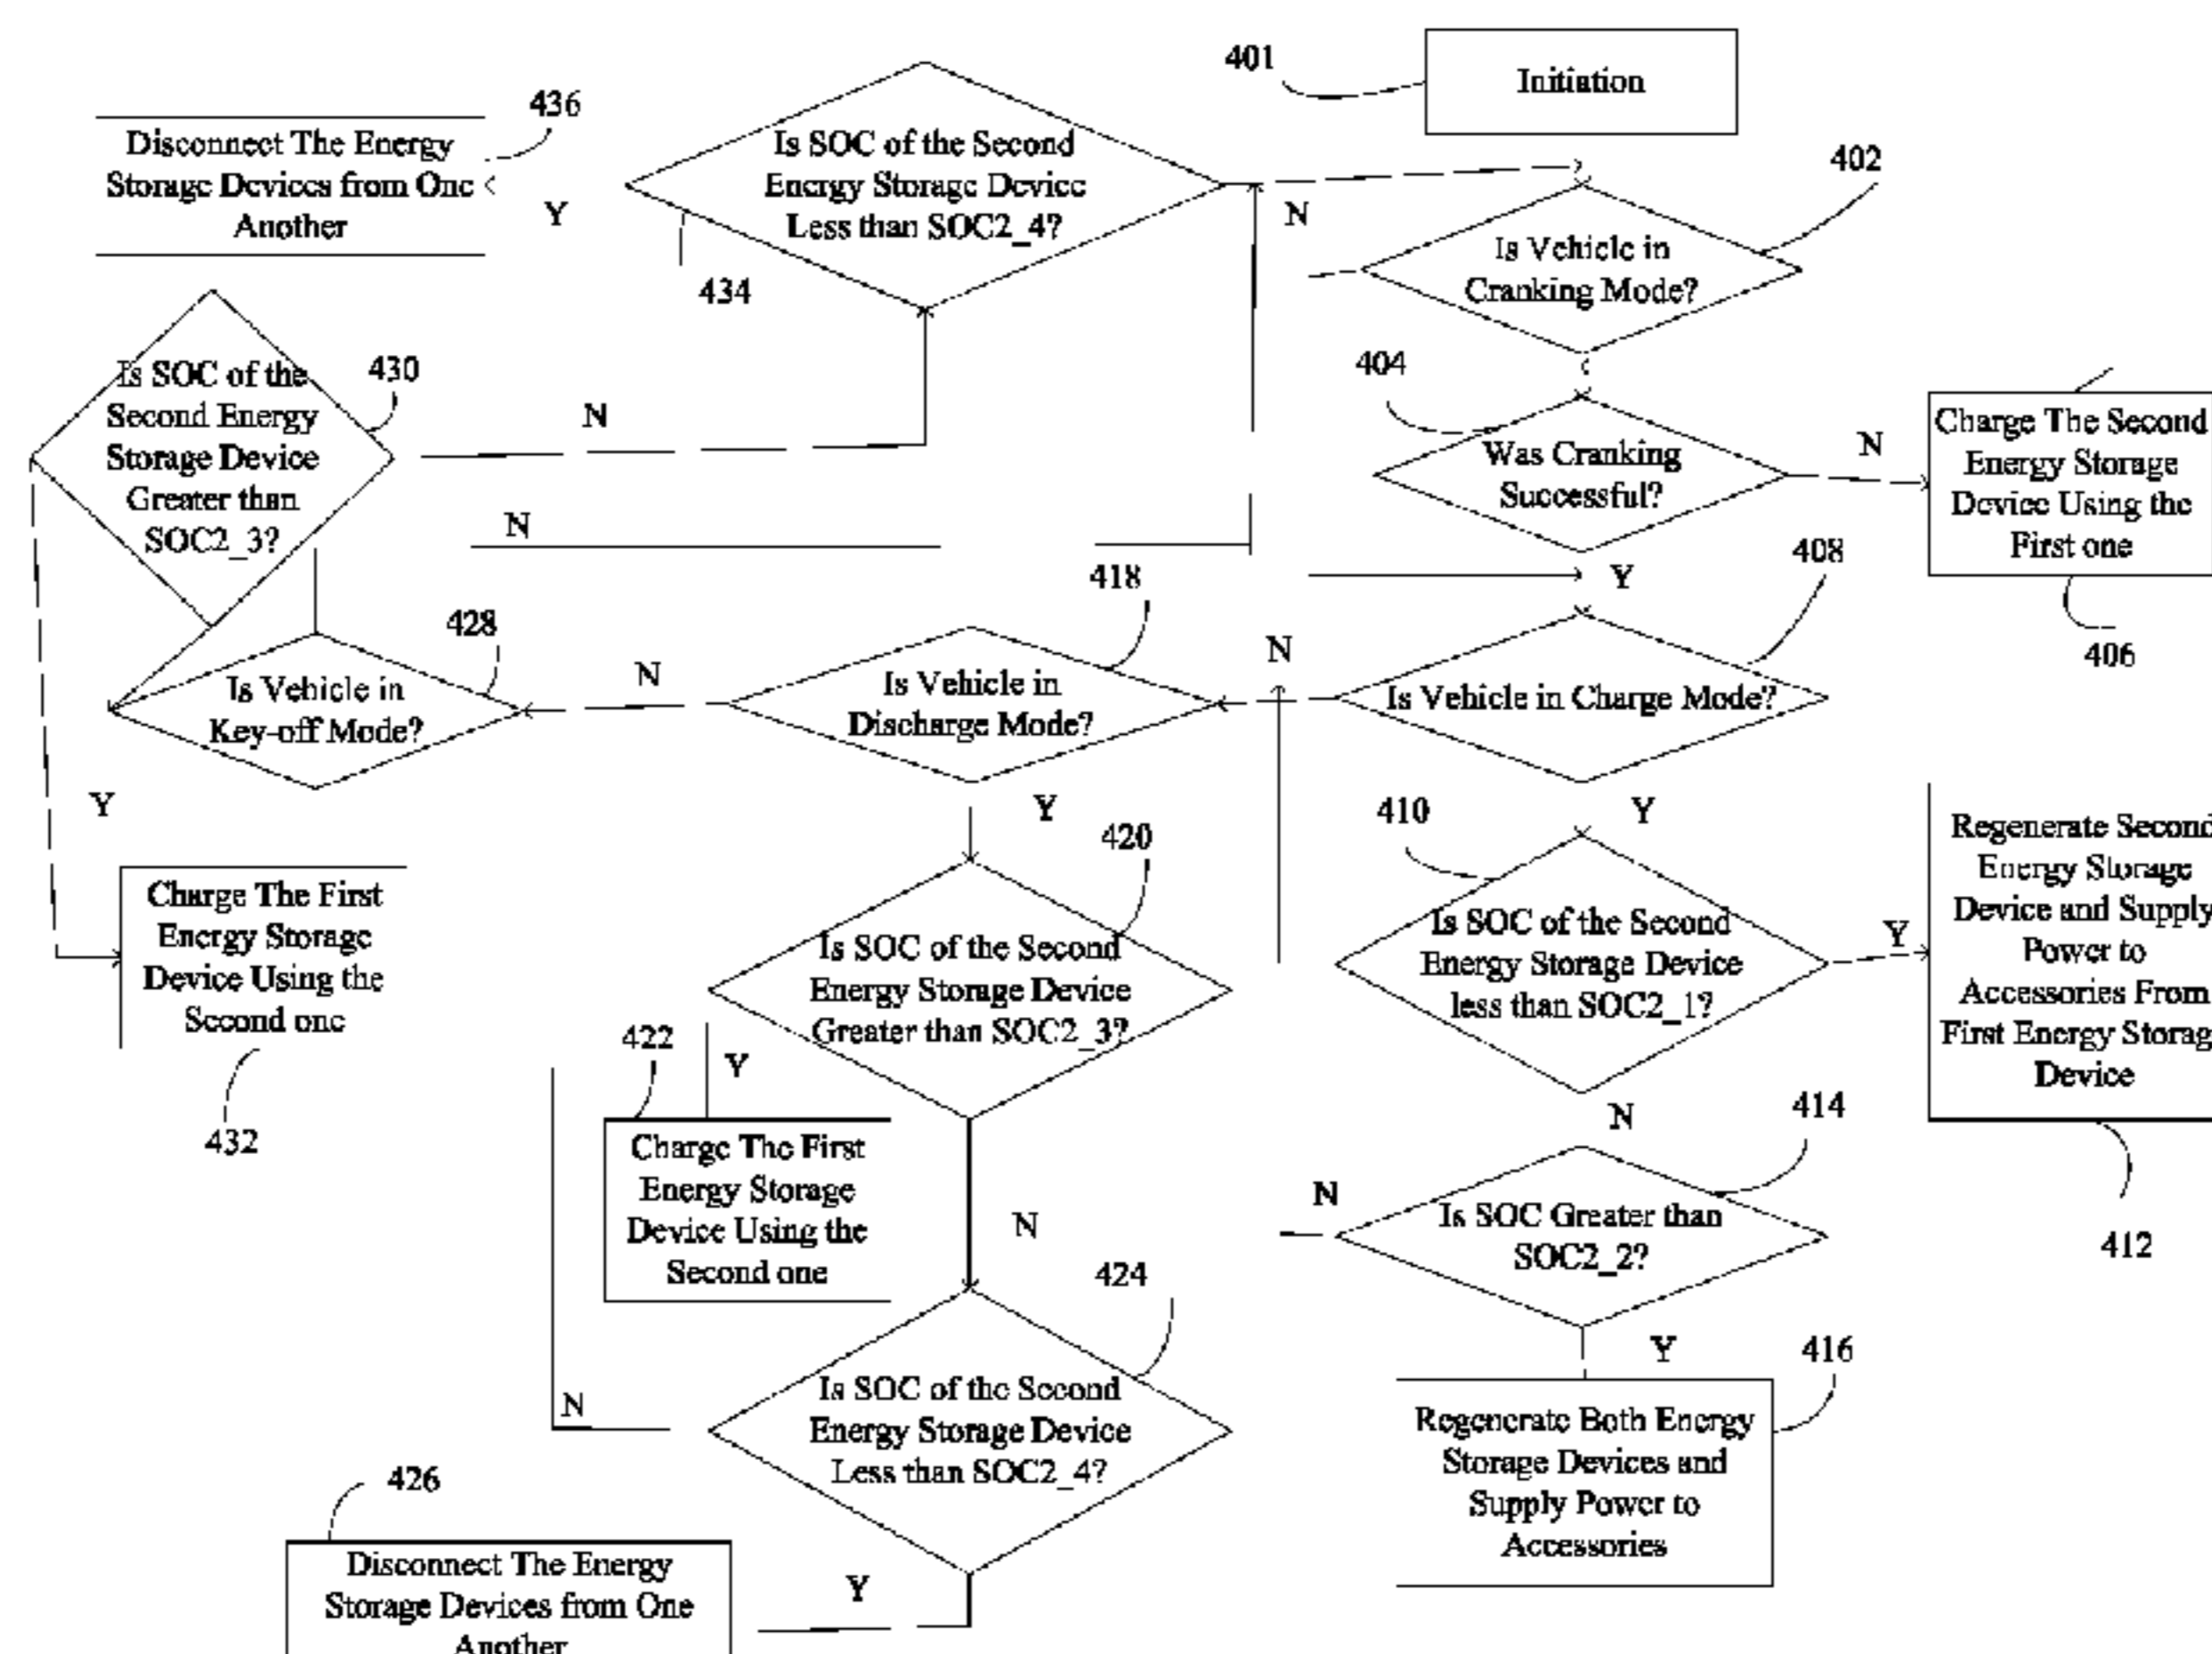 401
Initiation
436
Disconnect The Energy
Storage Devices from One
Another
Y
Is SOC of the Second
Energy Storage Device
Less than SOC2_4?
434
N
402
Is Vehicle in
Cranking Mode?
430
Is SOC of the
Second Energy
Storage Device
Greater than
SOC2_3?
N
N
404
Was Cranking
Successful?
N
Charge The Second
Energy Storage
Device Using the
First one
406
Y
408
418
428
Is Vehicle in
Key-off Mode?
N
Is Vehicle in
Discharge Mode?
N
Is Vehicle in Charge Mode?
Y
Y
Y
410
420
Charge The First
Energy Storage
Device Using the
Second one
432
Is SOC of the Second
Energy Storage Device
Greater than SOC2_3?
Is SOC of the Second
Energy Storage Device
less than SOC2_1?
Y
Regenerate Second
Energy Storage
Device and Supply
Power to
Accessories From
First Energy Storag
Device
412
422
Y
Charge The First
Energy Storage
Device Using the
Second one
N
N
414
N
Is SOC Greater than
SOC2_2?
Y
416
Regenerate Both Energy
Storage Devices and
Supply Power to
Accessories
424
N
Is SOC of the Second
Energy Storage Device
Less than SOC2_4?
Y
426
Disconnect The Energy
Storage Devices from One
Another